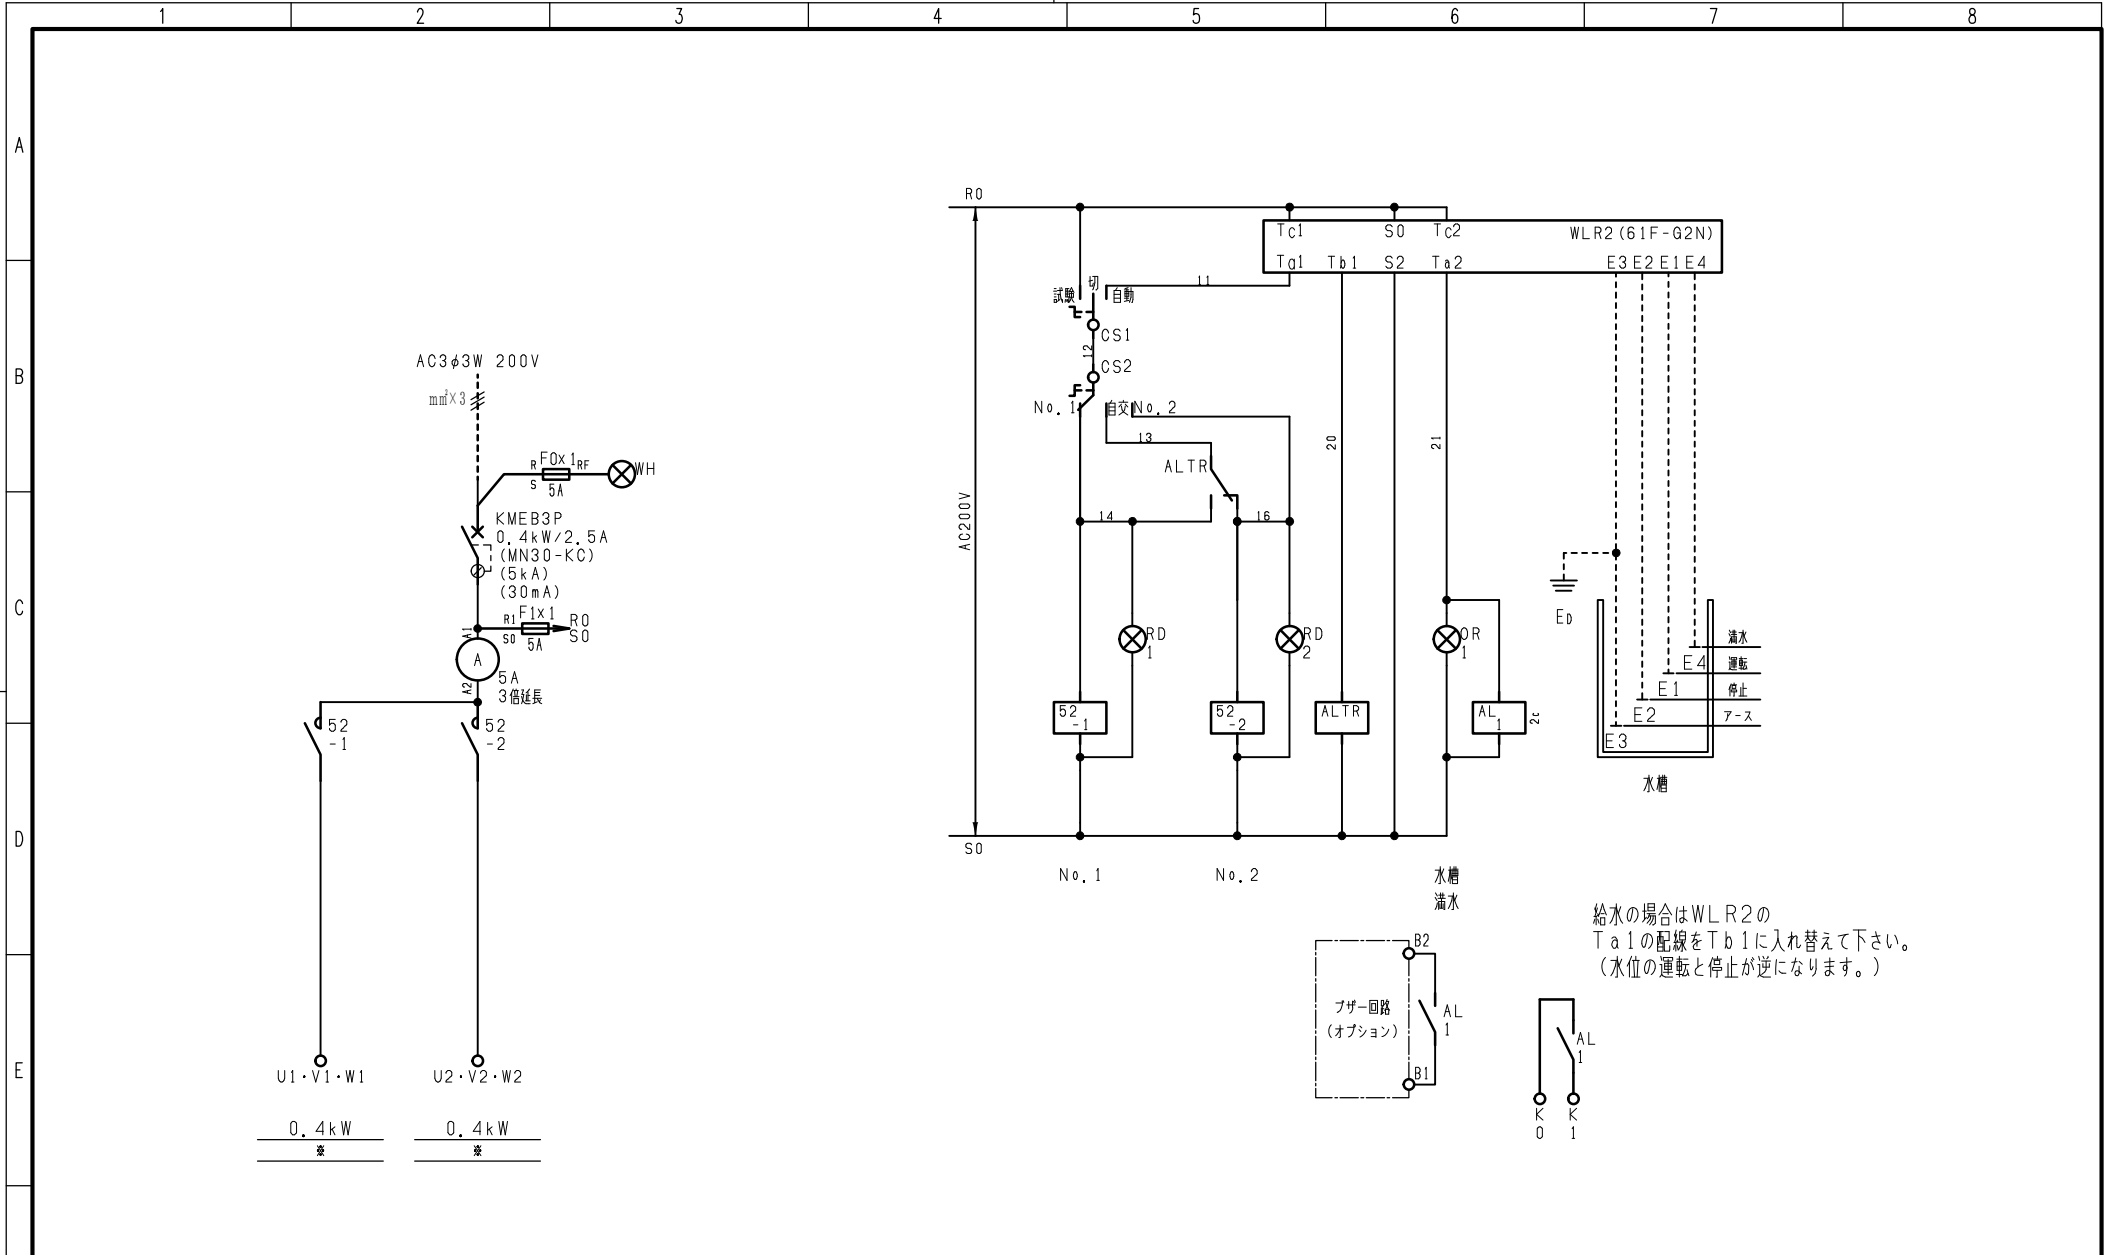 1 2 3 4 5 6 7 8
A
B
C
D
E
AC3φ3W 200V
mm²×3
R F0x1 RF
S 5A
WH
KMEB3P
0.4kW/2.5A
(MN30-KC)
(5kA)
(30mA)
R1 F1x1 R0
S0 5A S0
A1
A
A2
5A
3倍延長
52
-1
52
-2
U1・V1・W1
U2・V2・W2
0.4kW
※
0.4kW
※
R0
AC200V
S0
Tc1 S0 Tc2 WLR2(61F-G2N)
Ta1 Tb1 S2 Ta2 E3 E2 E1 E4
11
試験 切 自動
CS1
12
CS2
No.1 自交 No.2
13
ALTR
14
16
20
21
RD
1
RD
2
OR
1
52
-1
52
-2
ALTR
AL
1
2c
ED
満水
E4 運転
E1 停止
E2 アース
E3
水槽
No.1
No.2
水槽
満水
給水の場合はWLR2の
Ta1の配線をTb1に入れ替えて下さい。
(水位の運転と停止が逆になります。)
B2
ブザー回路
(オプション)
AL
1
B1
AL
1
K
0
K
1